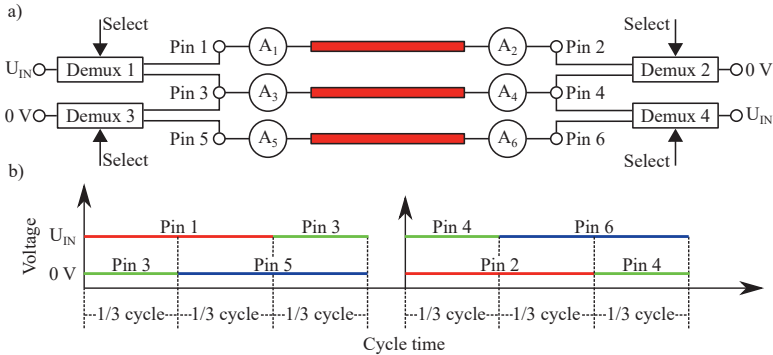 a)
Select
Select
Pin 1
A1
A2
Pin 2
UIN
Demux 1
Demux 2
0 V
Pin 3
A3
A4
Pin 4
0 V
Demux 3
Demux 4
UIN
Pin 5
A5
A6
Pin 6
Select
Select
b)
Voltage
UIN
Pin 1
Pin 3
Pin 4
Pin 6
0 V
Pin 3
Pin 5
Pin 2
Pin 4
1/3 cycle
1/3 cycle
1/3 cycle
1/3 cycle
1/3 cycle
1/3 cycle
Cycle time